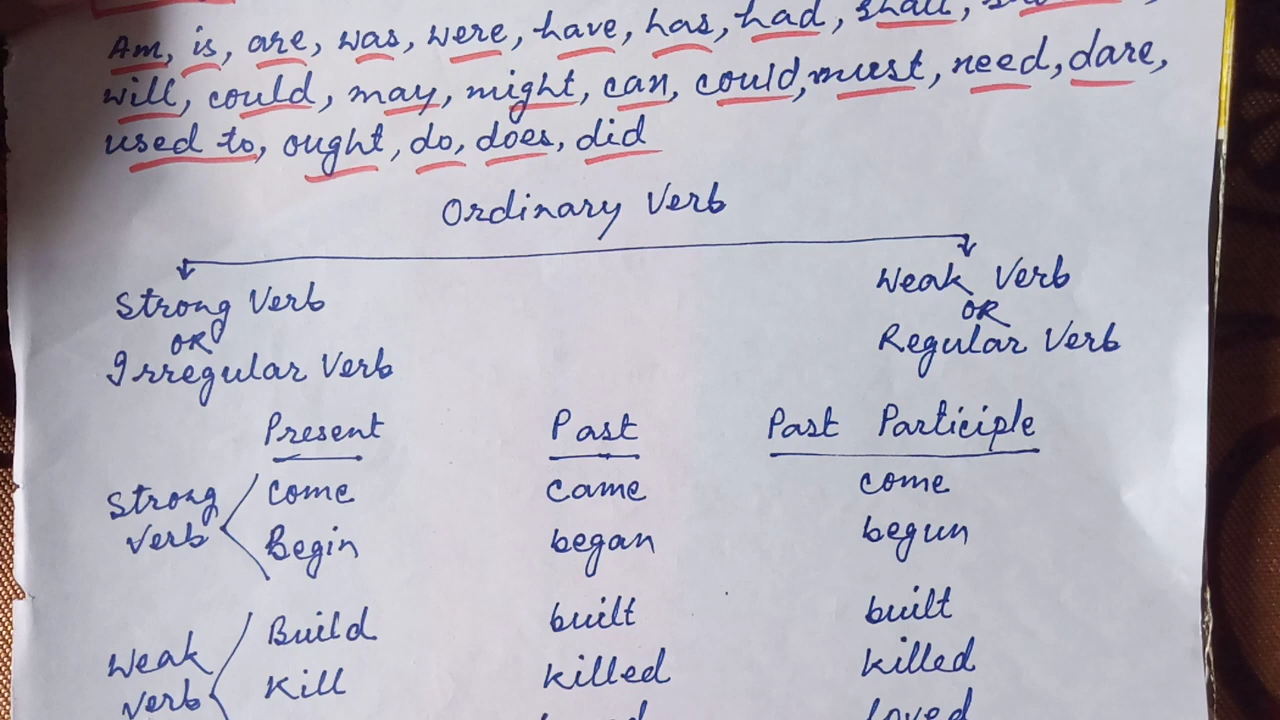 Am, is, are, was, were, have, has, had, shall,
will, could, may, might, can, could, must, need, dare,
used to, ought, do, does, did
Ordinary Verb
Strong Verb
OR
Irregular Verb
Weak Verb
OR
Regular Verb
Present Past Past Participle
Strong Verb
come came come
Begin began begun
Weak Verb
Build built built
Kill killed killed
loved